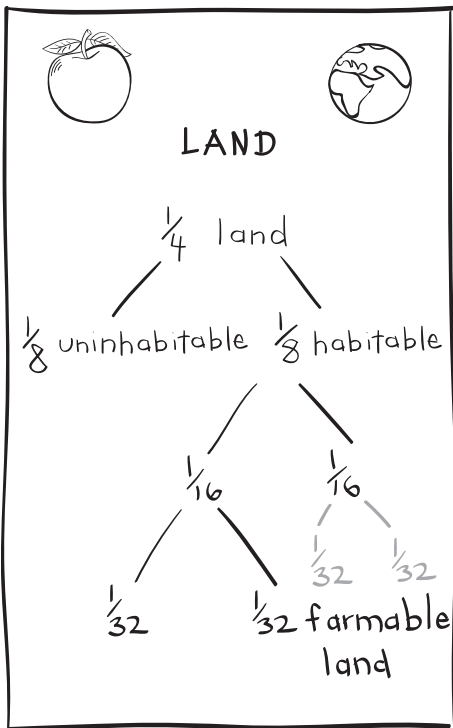 LAND
1/4 land
1/8 uninhabitable 1/8 habitable
1/16 1/16
1/32 1/32
1/32 1/32 farmable
land